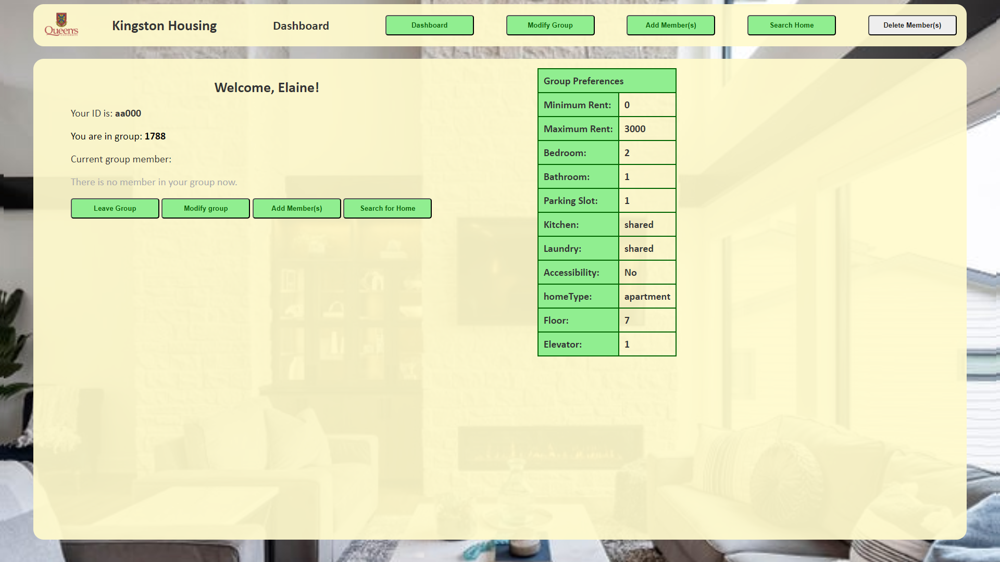 Queen's
UNIVERSITY
Kingston Housing
Dashboard
Dashboard
Modify Group
Add Member(s)
Search Home
Delete Member(s)
Welcome, Elaine!
Your ID is: aa000
You are in group: 1788
Current group member:
There is no member in your group now.
Leave Group
Modify group
Add Member(s)
Search for Home
Group Preferences
Minimum Rent: 0
Maximum Rent: 3000
Bedroom: 2
Bathroom: 1
Parking Slot: 1
Kitchen: shared
Laundry: shared
Accessibility: No
homeType: apartment
Floor: 7
Elevator: 1